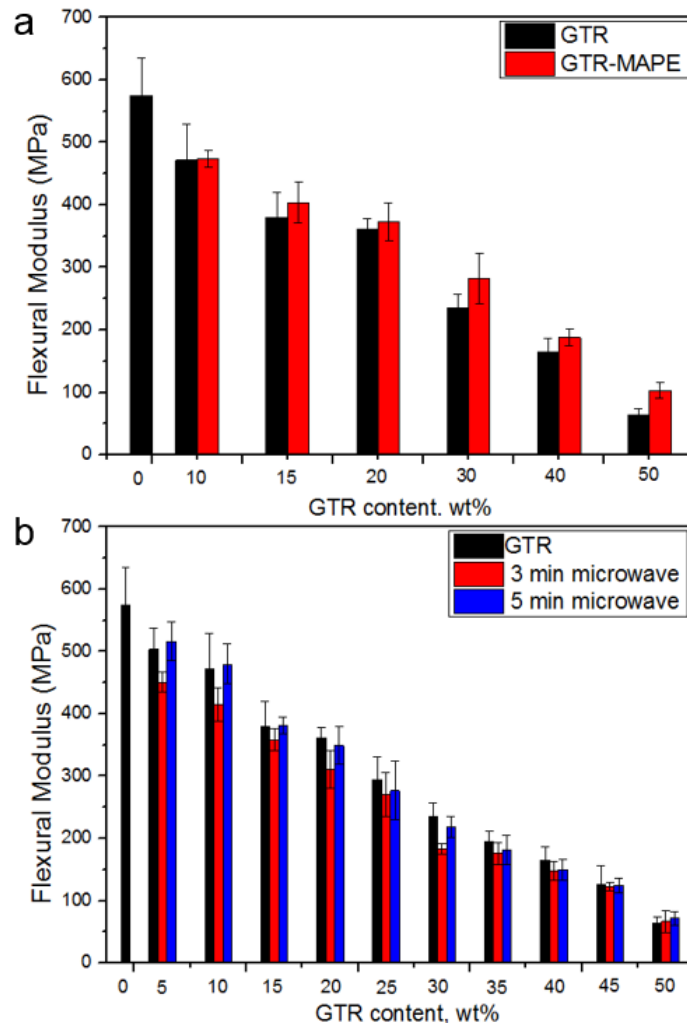 a
700
600
500
400
300
200
100
0
Flexural Modulus (MPa)
GTR
GTR-MAPE
0 10 15 20 30 40 50
GTR content. wt%
b
700
600
500
400
300
200
100
0
Flexural Modulus (MPa)
GTR
3 min microwave
5 min microwave
0 5 10 15 20 25 30 35 40 45 50
GTR content, wt%